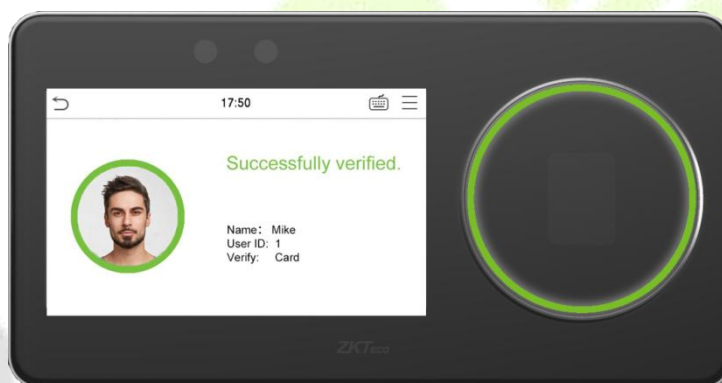 17:50
Successfully verified.
Name: Mike
User ID: 1
Verify: Card
ZKTeco